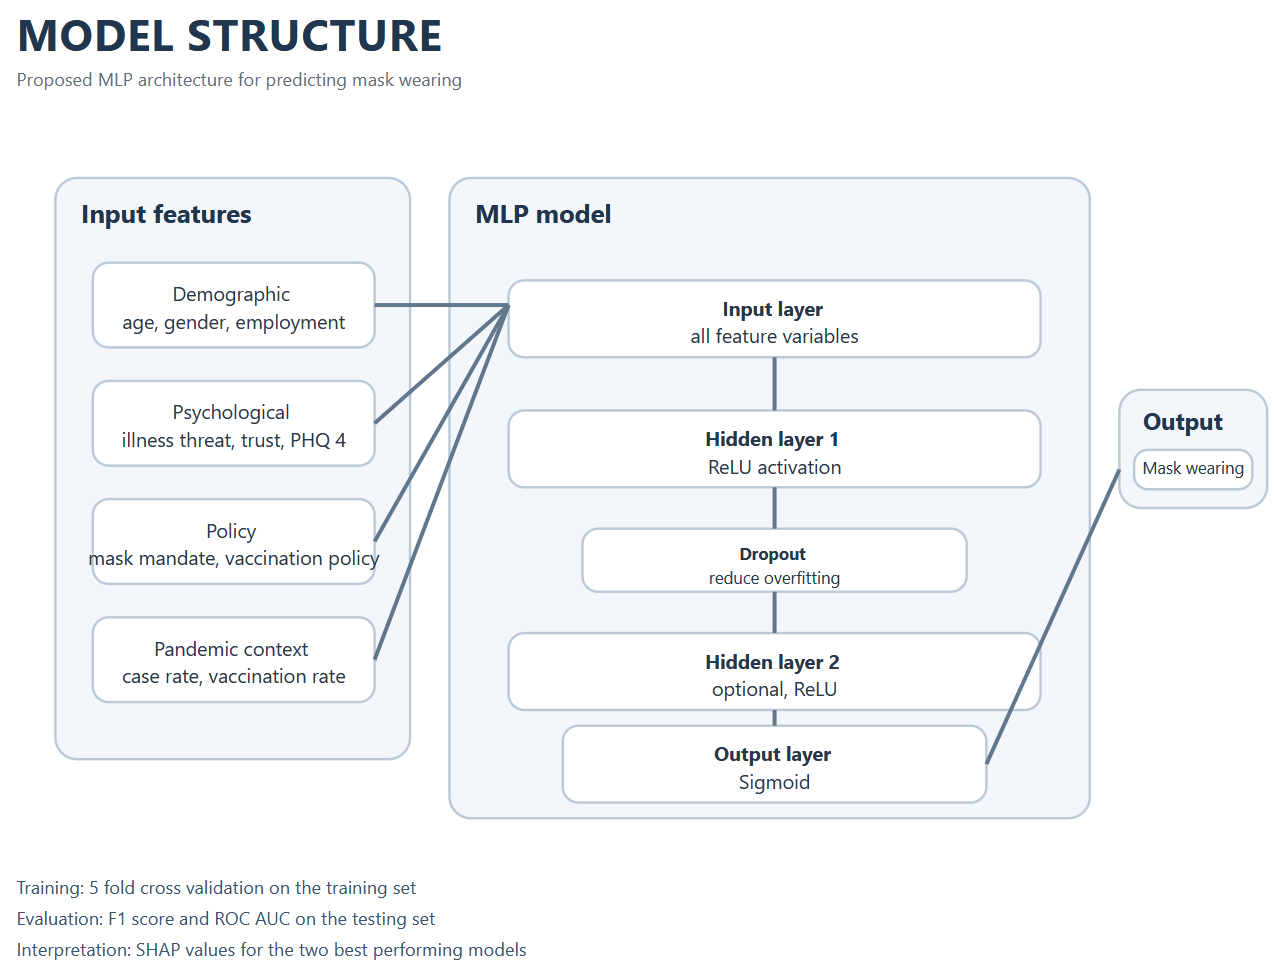 MODEL STRUCTURE
Proposed MLP architecture for predicting mask wearing
Input features
Demographic
age, gender, employment
Psychological
illness threat, trust, PHQ 4
Policy
mask mandate, vaccination policy
Pandemic context
case rate, vaccination rate
MLP model
Input layer
all feature variables
Hidden layer 1
ReLU activation
Dropout
reduce overfitting
Hidden layer 2
optional, ReLU
Output layer
Sigmoid
Output
Mask wearing
Training: 5 fold cross validation on the training set
Evaluation: F1 score and ROC AUC on the testing set
Interpretation: SHAP values for the two best performing models